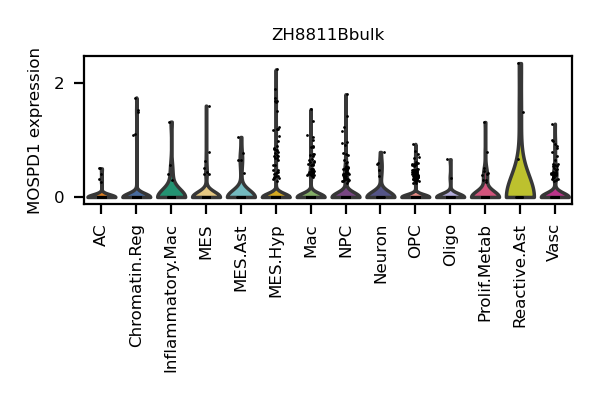 ZH8811Bbulk
MOSPD1 expression
2
0
AC
Chromatin.Reg
Inflammatory.Mac
MES
MES.Ast
MES.Hyp
Mac
NPC
Neuron
OPC
Oligo
Prolif.Metab
Reactive.Ast
Vasc